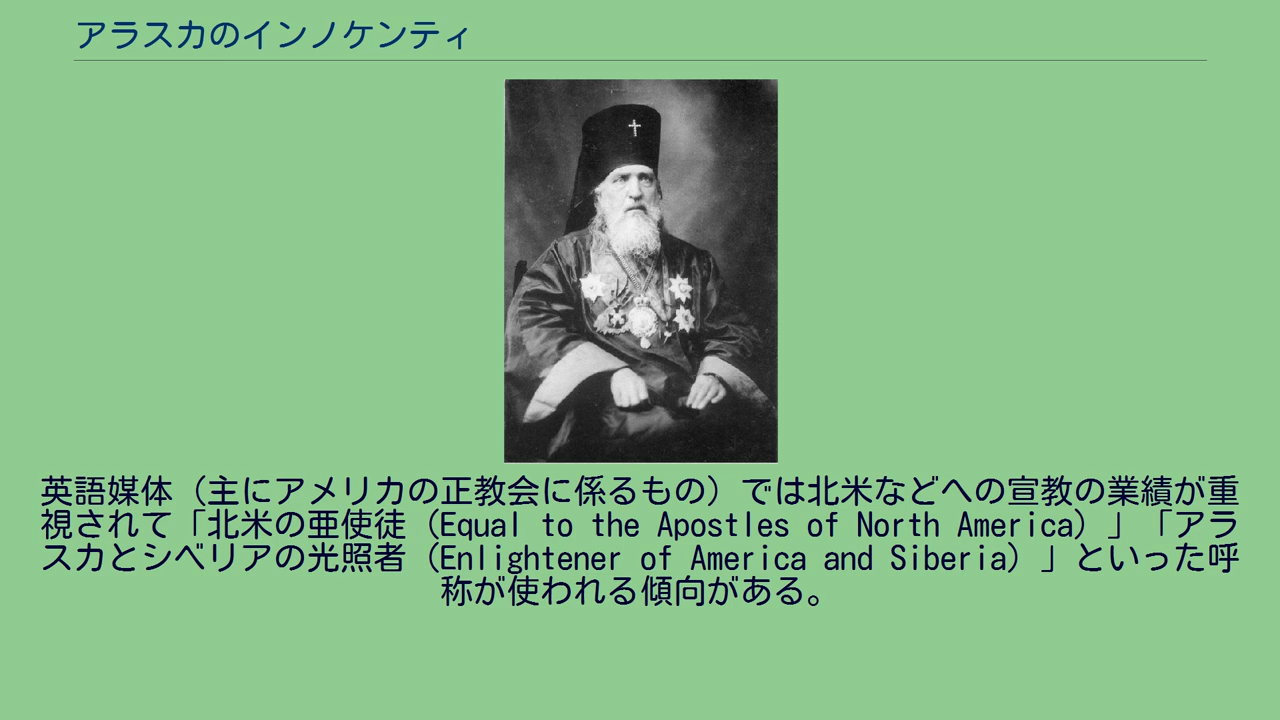 アラスカのインノケンティ
英語媒体（主にアメリカの正教会に係るもの）では北米などへの宣教の業績が重
視されて「北米の亜使徒（Equal to the Apostles of North America）」「アラ
スカとシベリアの光照者（Enlightener of America and Siberia）」といった呼
称が使われる傾向がある。